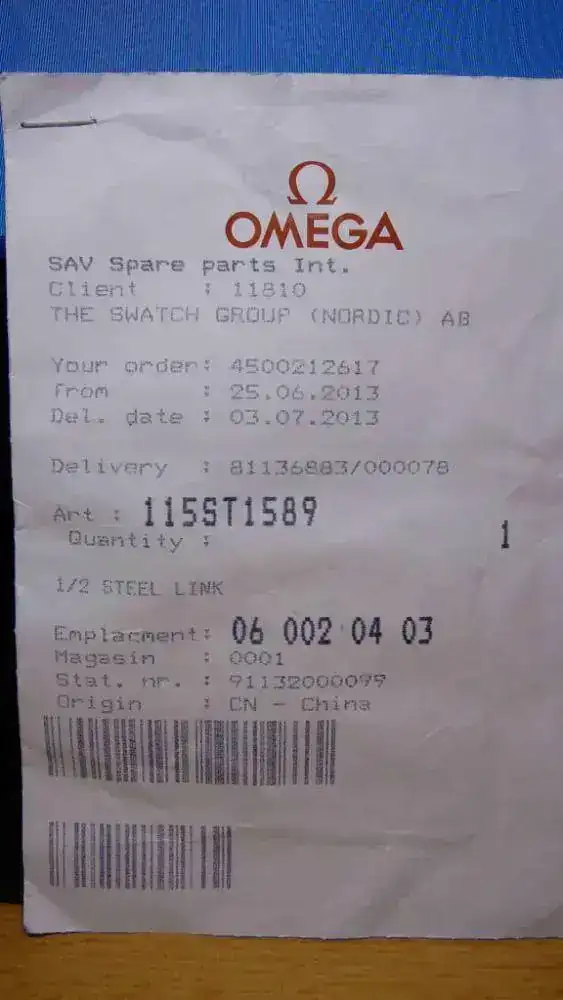 Ω
OMEGA
SAV Spare parts Int.
Client : 11810
THE SWATCH GROUP (NORDIC) AB
Your order: 4500212617
from : 25.06.2013
Del. date : 03.07.2013
Delivery : 81136883/000078
Art : 115ST1589
Quantity : 1
1/2 STEEL LINK
Emplacment: 06 002 04 03
Magasin : 0001
Stat. nr. : 91132000099
Origin : CN - China